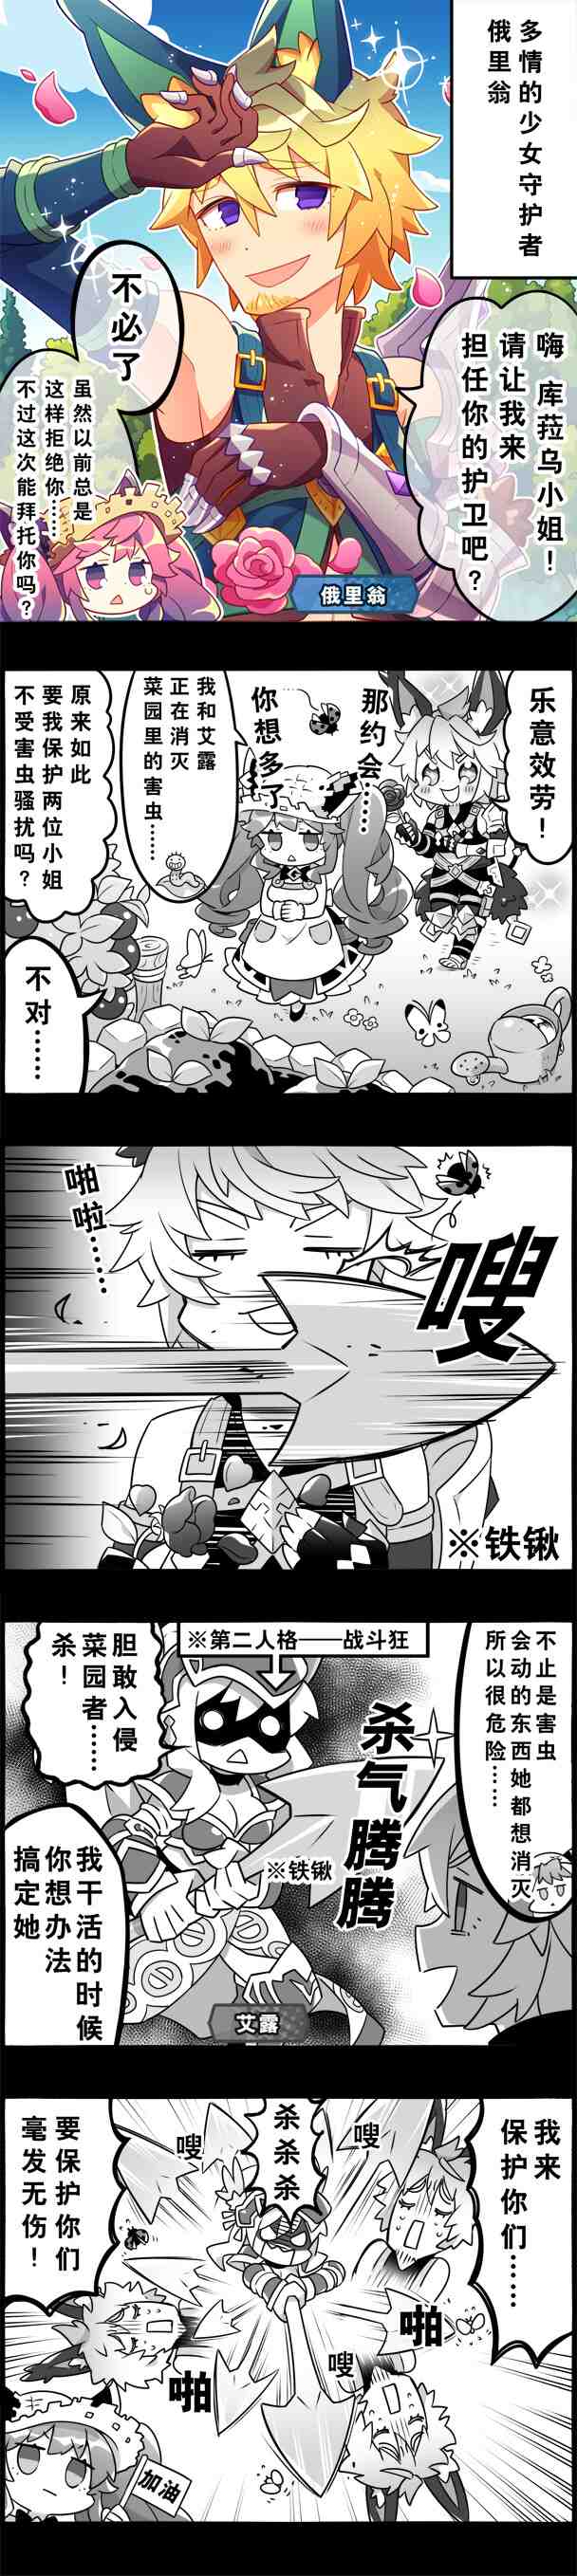 多情的少女守护者
俄里翁
嗨 库菈乌小姐！
请让我来
担任你的护卫吧？
不必了
虽然以前总是
这样拒绝你……
不过这次能拜托你吗？
俄里翁
乐意效劳！
那约会……
你想多了
我和艾露
正在消灭
菜园里的害虫……
原来如此
要我保护两位小姐
不受害虫骚扰吗？
不对……
嗖
啪啦……
※铁锹
不止是害虫
会动的东西她都想消灭
所以很危险……
※第二人格——战斗狂
杀气腾腾
※铁锹
胆敢入侵
菜园者……
杀！
我干活的时候
你想办法
搞定她
艾露
我来
保护你们……
嗖
杀杀杀
嗖
要保护你们
毫发无伤！
啪
嗖
啪
加油